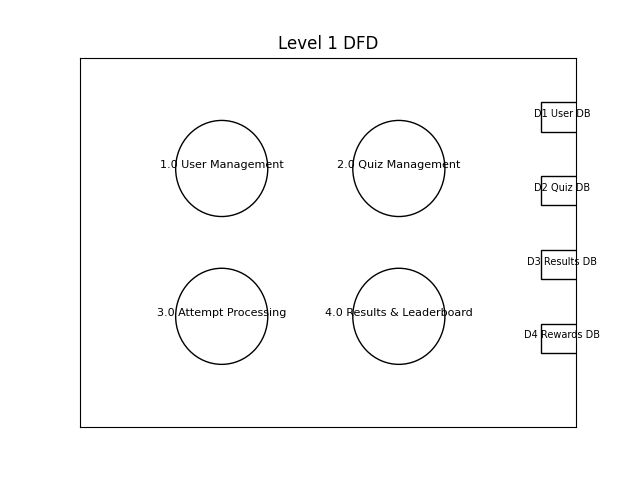 Level 1 DFD
D1 User DB
1.0 User Management
2.0 Quiz Management
D2 Quiz DB
D3 Results DB
3.0 Attempt Processing
4.0 Results & Leaderboard
D4 Rewards DB